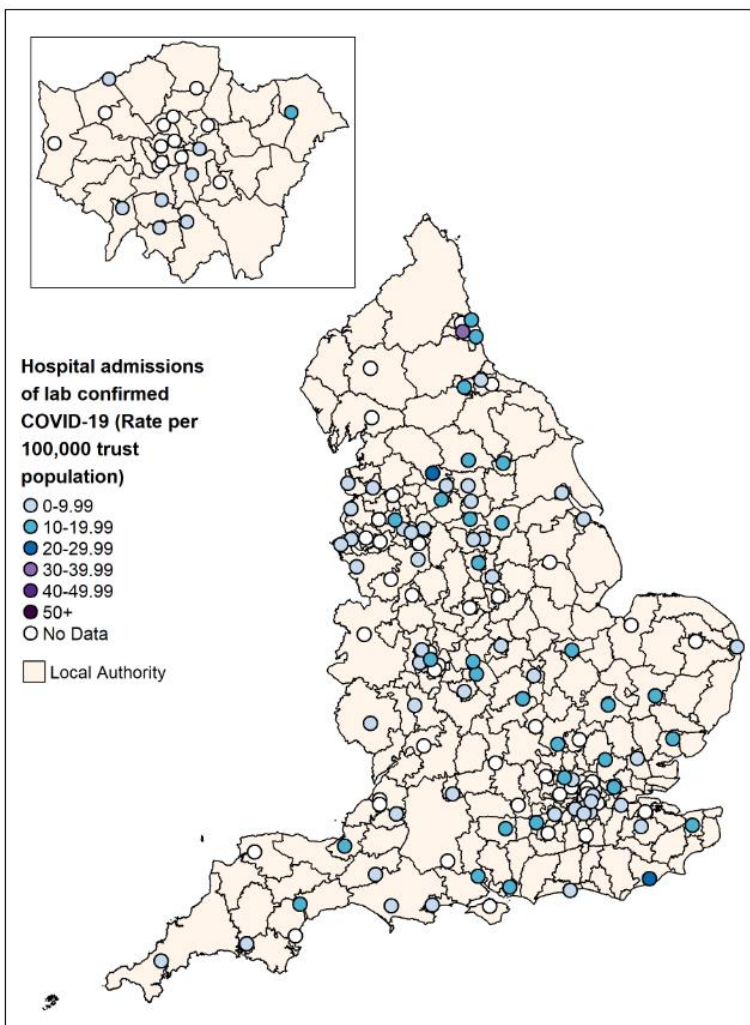 Hospital admissions
of lab confirmed
COVID-19 (Rate per
100,000 trust
population)
0-9.99
10-19.99
20-29.99
30-39.99
40-49.99
50+
No Data
Local Authority